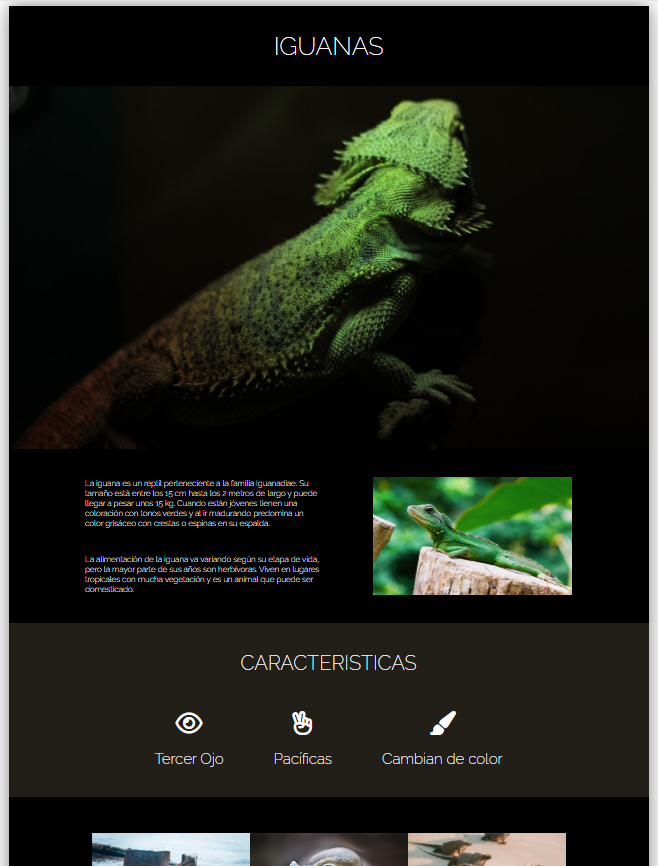 IGUANAS
La iguana es un reptil perteneciente a la familia Iguanadiae. Su
tamaño está entre los 15 cm hasta los 2 metros de largo y puede
llegar a pesar unos 15 kg. Cuando están jóvenes tienen una
coloración con tonos verdes y al ir madurando predomina un
color grisáceo con crestas o espinas en su espalda.
La alimentación de la iguana va variando según su etapa de vida,
pero la mayor parte de sus años son herbívoras. Viven en lugares
tropicales con mucha vegetación y es un animal que puede ser
domesticado.
CARACTERISTICAS
Tercer Ojo
Pacíficas
Cambian de color